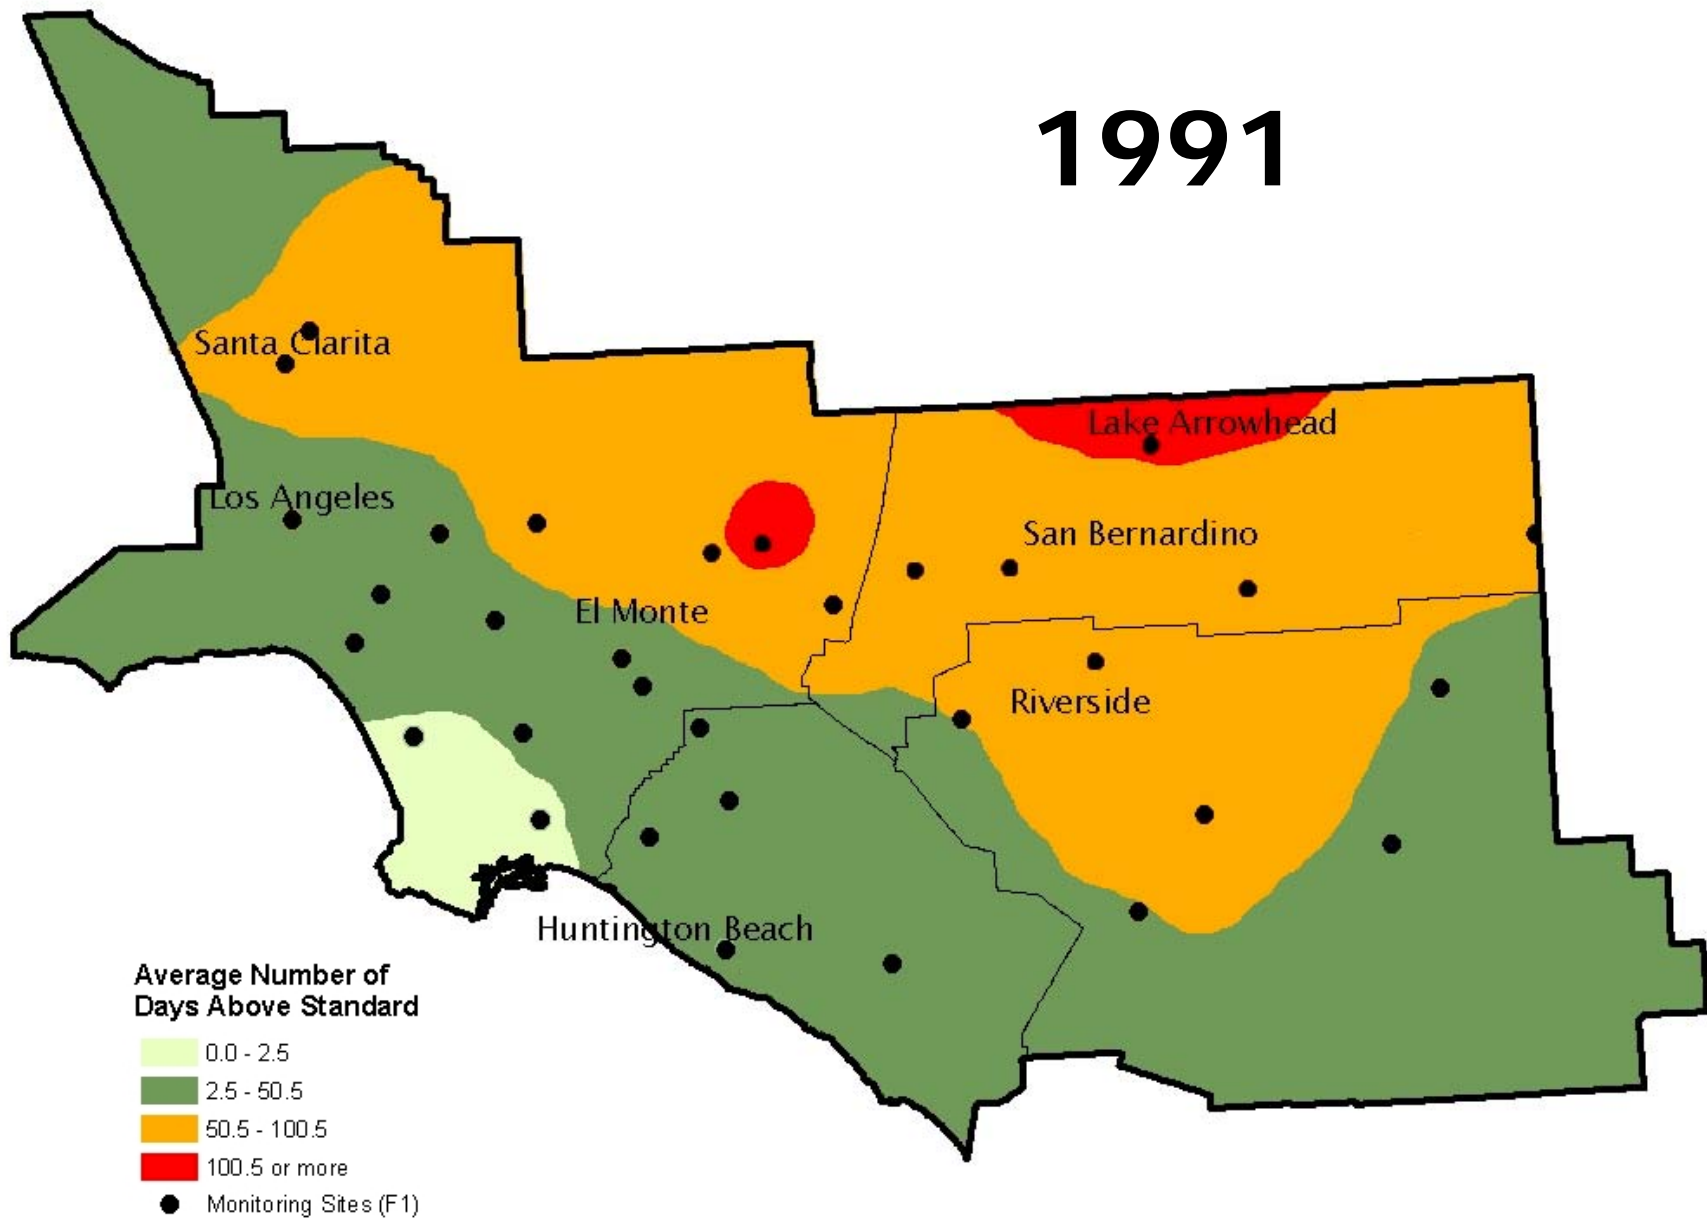 1991
Santa Clarita
Lake Arrowhead
Los Angeles
San Bernardino
El Monte
Riverside
Huntington Beach
Average Number of
Days Above Standard
0.0 - 2.5
2.5 - 50.5
50.5 - 100.5
100.5 or more
Monitoring Sites (F1)